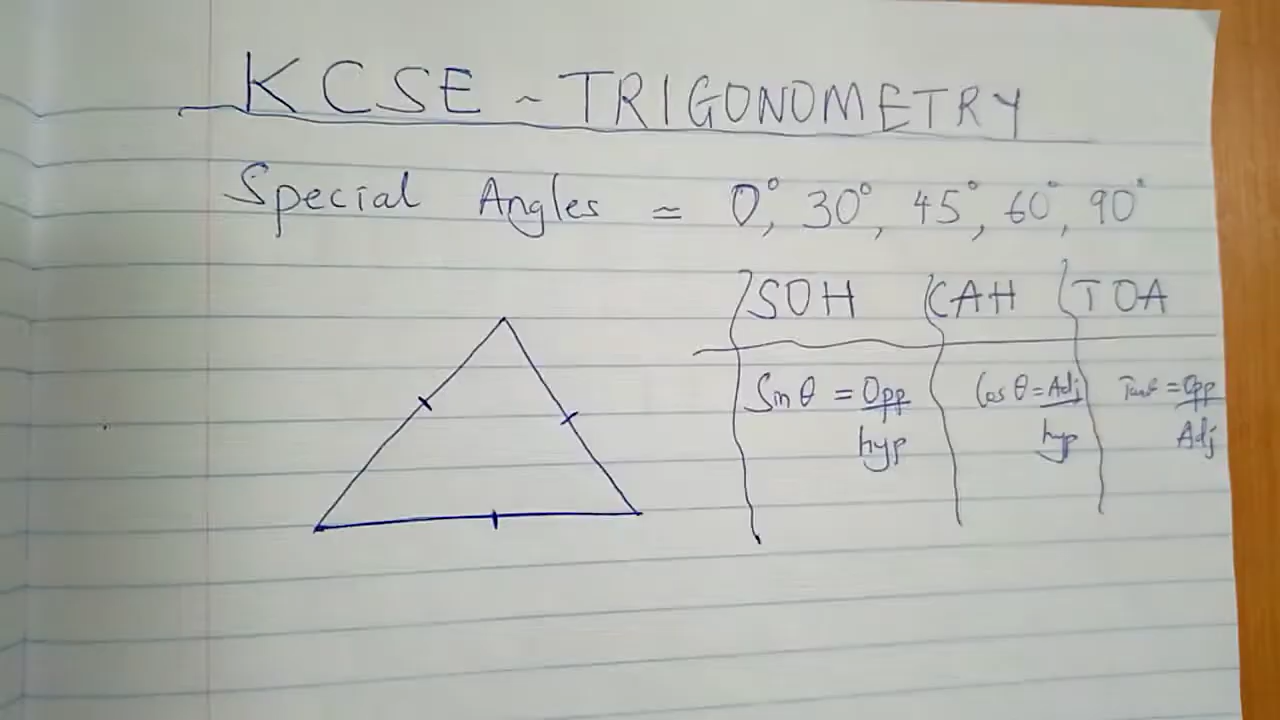 KCSE ~ TRIGONOMETRY
Special Angles = 0°, 30°, 45°, 60°, 90°
SOH CAH TOA
Sin θ = Opp Cos θ = Adj = Opp
hyp hyp Adj